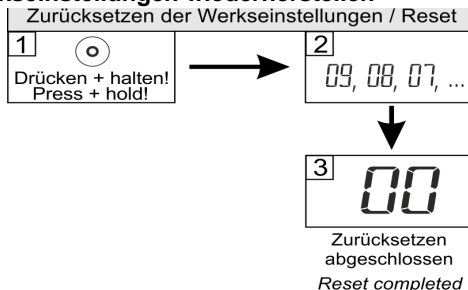 Zurücksetzen der Werkseinstellungen / Reset
1
Drücken + halten!
Press + hold!
2
09, 08, 07, ...
3
00
Zurücksetzen
abgeschlossen
Reset completed